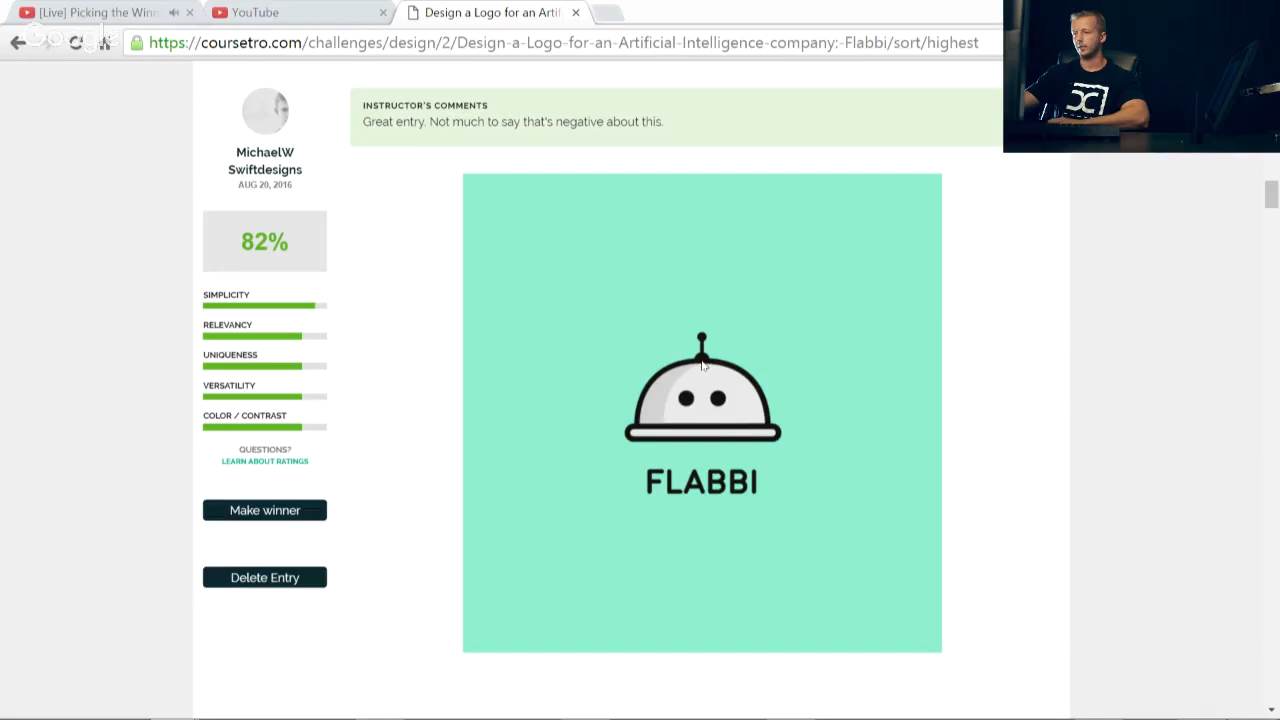 [Live] Picking the Winn
YouTube
Design a Logo for an Artif
https://coursetro.com/challenges/design/2/Design-a-Logo-for-an-Artificial-Intelligence-company:-Flabbi/sort/highest
INSTRUCTOR'S COMMENTS
Great entry. Not much to say that's negative about this.
MichaelW
Swiftdesigns
AUG 20, 2016
82%
SIMPLICITY
RELEVANCY
UNIQUENESS
VERSATILITY
COLOR / CONTRAST
QUESTIONS?
LEARN ABOUT RATINGS
Make winner
Delete Entry
FLABBI